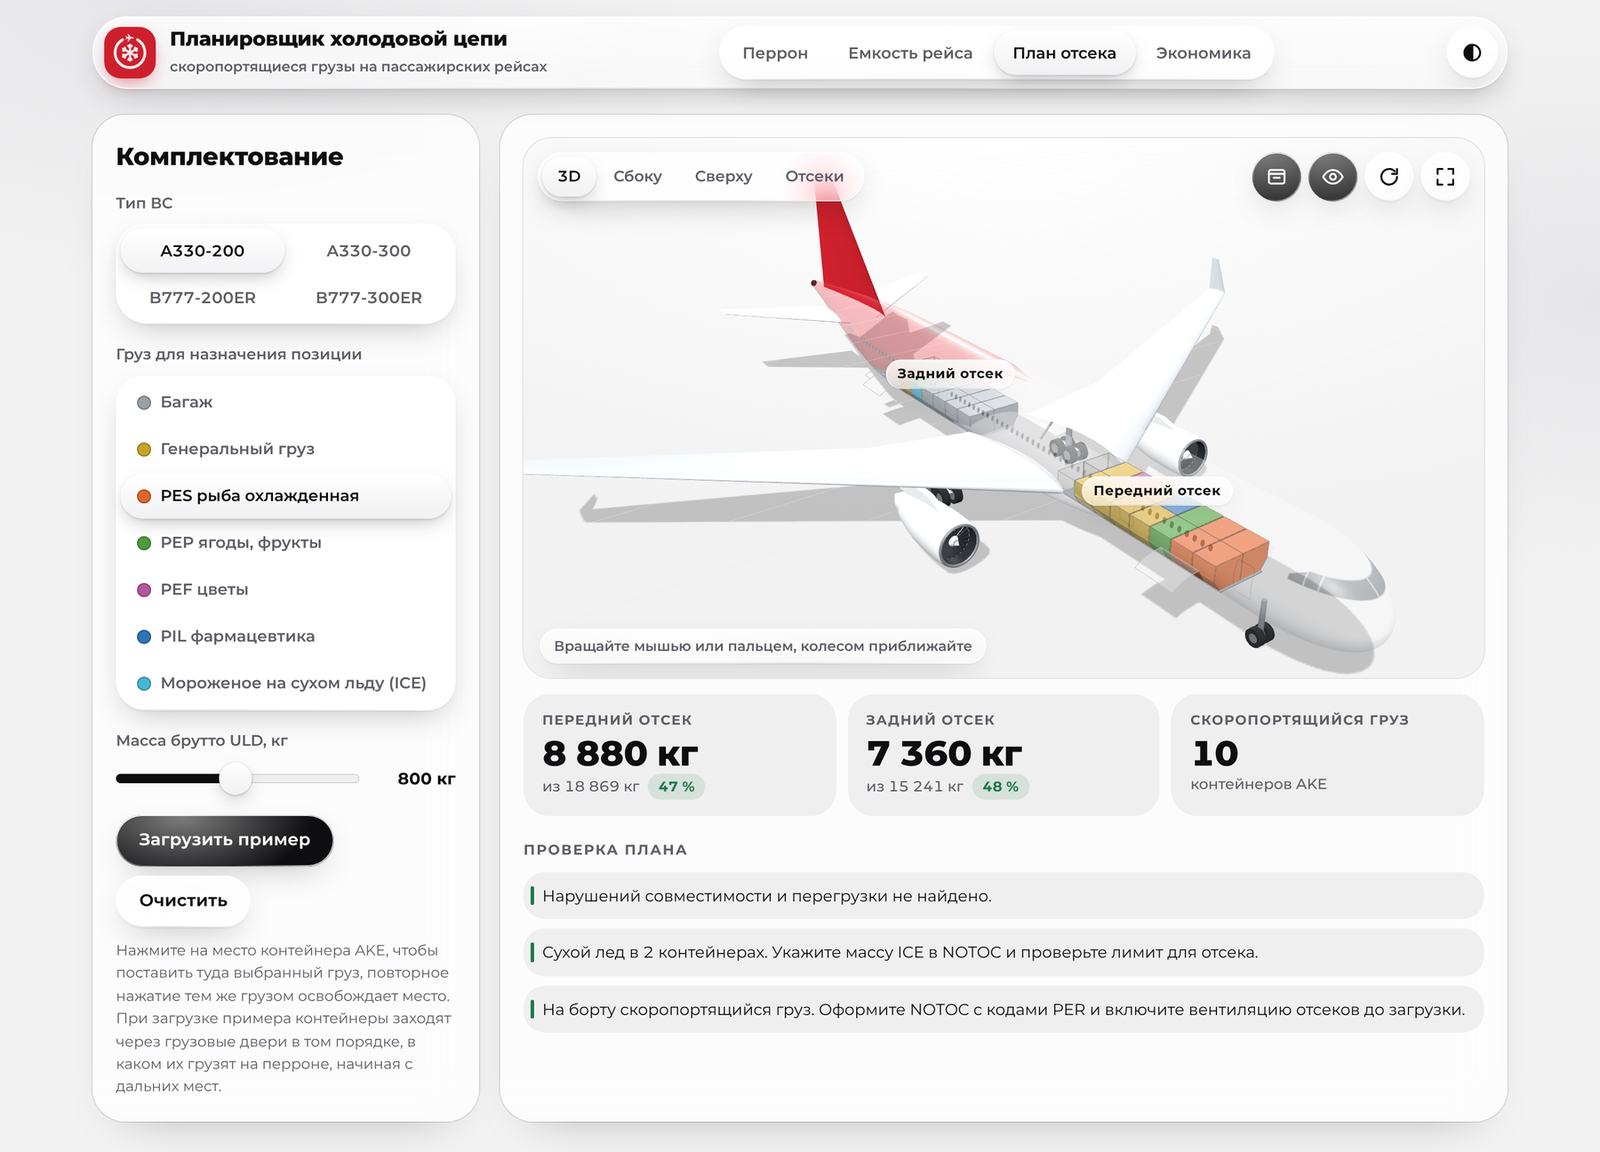 Планировщик холодовой цепи
скоропортящиеся грузы на пассажирских рейсах
Перрон
Емкость рейса
План отсека
Экономика
Комплектование
Тип ВС
A330-200
A330-300
B777-200ER
B777-300ER
Груз для назначения позиции
Багаж
Генеральный груз
PES рыба охлажденная
PEP ягоды, фрукты
PEF цветы
PIL фармацевтика
Мороженое на сухом льду (ICE)
Масса брутто ULD, кг
800 кг
Загрузить пример
Очистить
Нажмите на место контейнера AKE, чтобы
поставить туда выбранный груз, повторное
нажатие тем же грузом освобождает место.
При загрузке примера контейнеры заходят
через грузовые двери в том порядке, в
каком их грузят на перроне, начиная с
дальних мест.
3D
Сбоку
Сверху
Отсеки
Задний отсек
Передний отсек
Вращайте мышью или пальцем, колесом приближайте
ПЕРЕДНИЙ ОТСЕК
8 880 кг
из 18 869 кг
47 %
ЗАДНИЙ ОТСЕК
7 360 кг
из 15 241 кг
48 %
СКОРОПОРТЯЩИЙСЯ ГРУЗ
10
контейнеров AKE
ПРОВЕРКА ПЛАНА
Нарушений совместимости и перегрузки не найдено.
Сухой лед в 2 контейнерах. Укажите массу ICE в NOTOC и проверьте лимит для отсека.
На борту скоропортящийся груз. Оформите NOTOC с кодами PER и включите вентиляцию отсеков до загрузки.